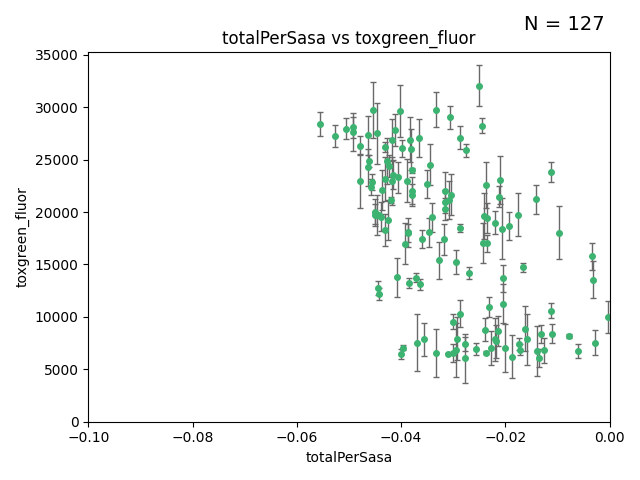 N = 127
totalPerSasa vs toxgreen_fluor
35000
30000
25000
20000
15000
10000
5000
0
toxgreen_fluor
−0.10 −0.08 −0.06 −0.04 −0.02 0.00
totalPerSasa